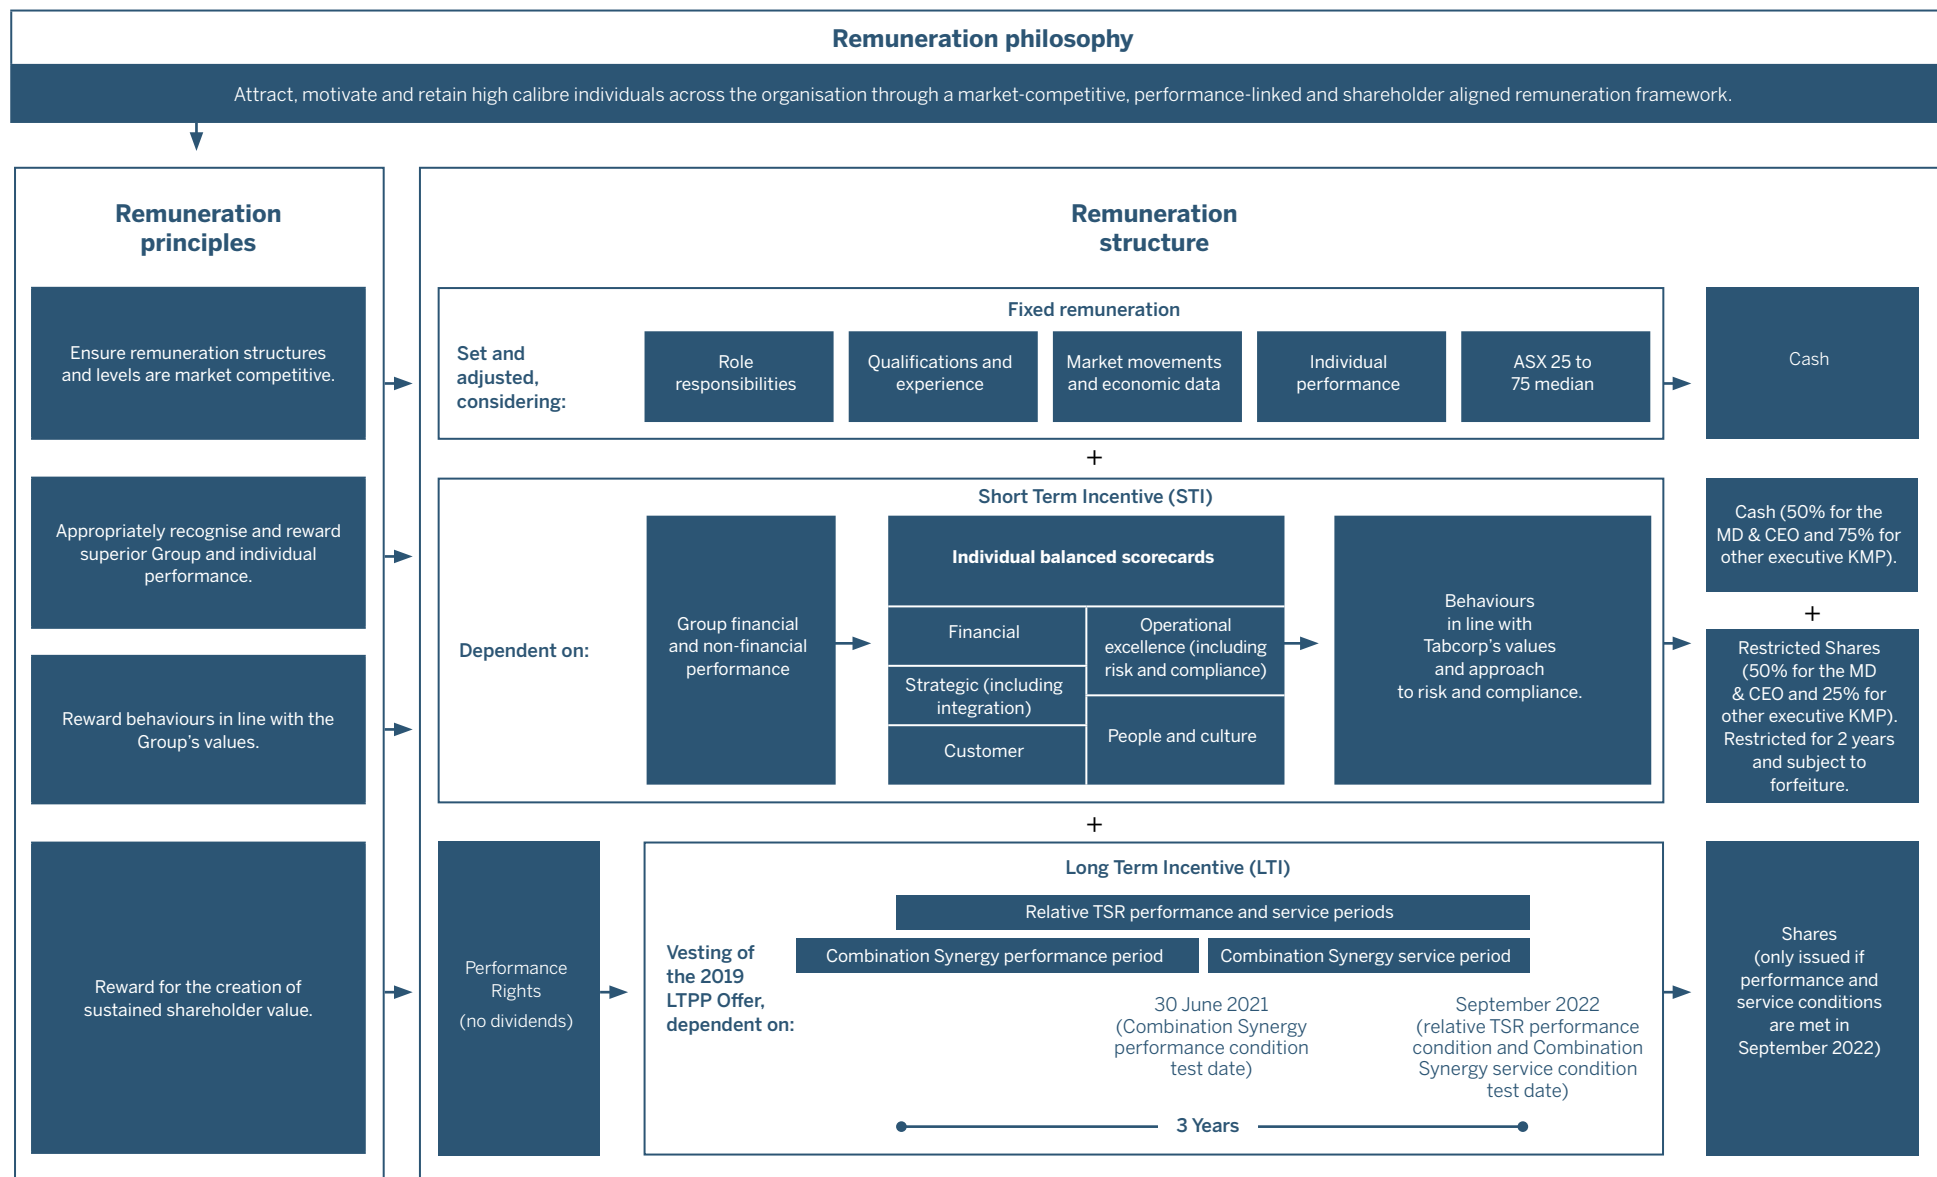 Remuneration philosophy
Attract, motivate and retain high calibre individuals across the organisation through a market-competitive, performance-linked and shareholder aligned remuneration framework.
Remuneration
principles
Ensure remuneration structures
and levels are market competitive.
Appropriately recognise and reward
superior Group and individual
performance.
Reward behaviours in line with the
Group’s values.
Reward for the creation of
sustained shareholder value.
Remuneration
structure
Fixed remuneration
Set and
adjusted,
considering:
Role
responsibilities
Qualifications and
experience
Market movements
and economic data
Individual
performance
ASX 25 to
75 median
Cash
+
Short Term Incentive (STI)
Dependent on:
Group financial
and non-financial
performance
Individual balanced scorecards
Financial
Strategic (including
integration)
Customer
Operational
excellence (including
risk and compliance)
People and culture
Behaviours
in line with
Tabcorp’s values
and approach
to risk and compliance.
Cash (50% for the
MD & CEO and 75% for
other executive KMP).
+
Restricted Shares
(50% for the MD
& CEO and 25% for
other executive KMP).
Restricted for 2 years
and subject to
forfeiture.
+
Performance
Rights
(no dividends)
Long Term Incentive (LTI)
Vesting of
the 2019
LTPP Offer,
dependent on:
Relative TSR performance and service periods
Combination Synergy performance period
Combination Synergy service period
30 June 2021
(Combination Synergy
performance condition
test date)
September 2022
(relative TSR performance
condition and Combination
Synergy service condition
test date)
3 Years
Shares
(only issued if
performance and
service conditions
are met in
September 2022)